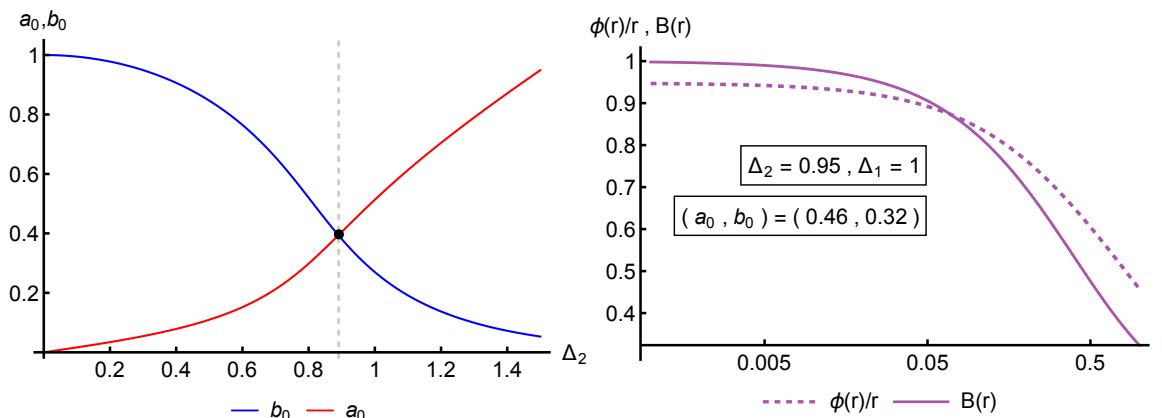 a₀,b₀
1
0.8
0.6
0.4
0.2
0.2 0.4 0.6 0.8 1 1.2 1.4
Δ₂
b₀ a₀
ϕ(r)/r , B(r)
1
0.9
0.8
0.7
0.6
0.5
0.4
Δ₂ = 0.95 , Δ₁ = 1
( a₀ , b₀ ) = ( 0.46 , 0.32 )
0.005 0.05 0.5
ϕ(r)/r B(r)